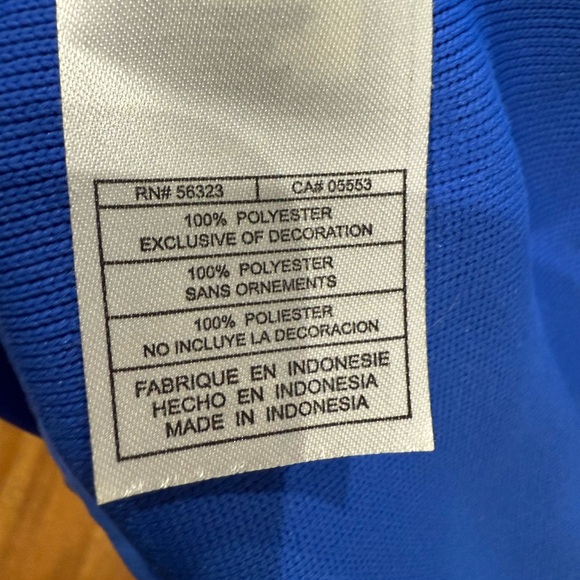 RN# 56323 CA# 05553
100% POLYESTER
EXCLUSIVE OF DECORATION
100% POLYESTER
SANS ORNEMENTS
100% POLIESTER
NO INCLUYE LA DECORACION
FABRIQUE EN INDONESIE
HECHO EN INDONESIA
MADE IN INDONESIA